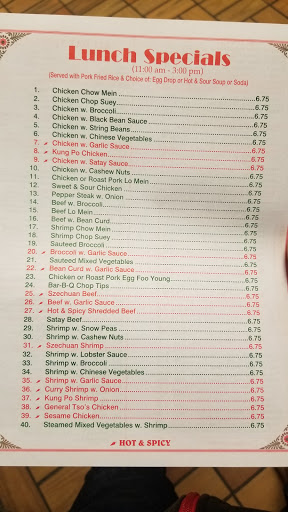 Lunch Specials
(11:00 am - 3:00 pm)
(Served with Pork Fried Rice & Choice of: Egg Drop or Hot & Sour Soup or Soda)
1. Chicken Chow Mein 6.75
2. Chicken Chop Suey 6.75
3. Chicken w. Broccoli 6.75
4. Chicken w. Black Bean Sauce 6.75
5. Chicken w. String Beans 6.75
6. Chicken w. Chinese Vegetables 6.75
7. Chicken w. Garlic Sauce 6.75
8. Kung Po Chicken 6.75
9. Chicken w. Satay Sauce 6.75
10. Chicken w. Cashew Nuts 6.75
11. Chicken or Roast Pork Lo Mein 6.75
12. Sweet & Sour Chicken 6.75
13. Pepper Steak w. Onion 6.75
14. Beef w. Broccoli 6.75
15. Beef Lo Mein 6.75
16. Beef w. Bean Curd 6.75
17. Shrimp Chow Mein 6.75
18. Shrimp Chop Suey 6.75
19. Sauteed Broccoli 6.75
20. Broccoli w. Garlic Sauce 6.75
21. Sauteed Mixed Vegetables 6.75
22. Bean Curd w. Garlic Sauce 6.75
23. Chicken or Roast Pork Egg Foo Young 6.75
24. Bar-B-Q Chop Tips 6.75
25. Szechuan Beef 6.75
26. Beef w. Garlic Sauce 6.75
27. Hot & Spicy Shredded Beef 6.75
28. Satay Beef 6.75
29. Shrimp w. Snow Peas 6.75
30. Shrimp w. Cashew Nuts 6.75
31. Szechuan Shrimp 6.75
32. Shrimp w. Lobster Sauce 6.75
33. Shrimp w. Broccoli 6.75
34. Shrimp w. Chinese Vegetables 6.75
35. Shrimp w. Garlic Sauce 6.75
36. Curry Shrimp w. Onion 6.75
37. Kung Po Shrimp 6.75
38. General Tso's Chicken 6.75
39. Sesame Chicken 6.75
40. Steamed Mixed Vegetables w. Shrimp 6.75
HOT & SPICY